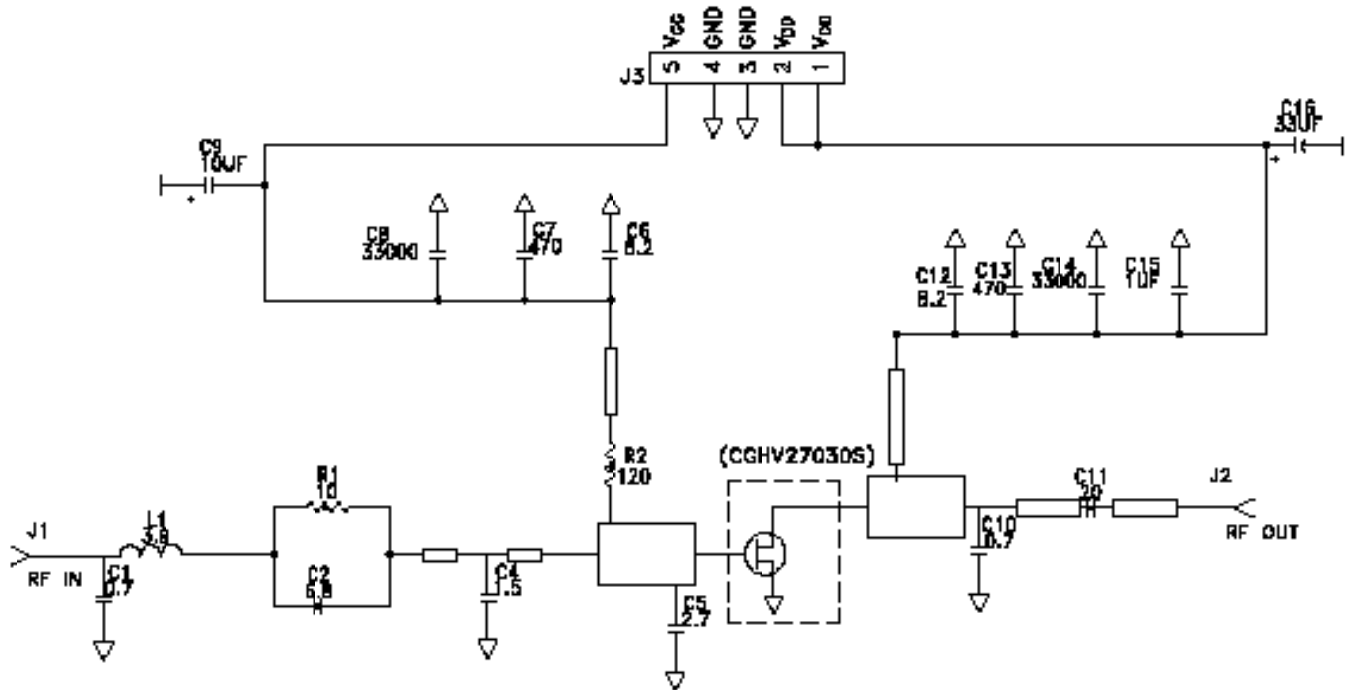 VGG
GND
GND
VDD
VDD
J3
5
4
3
2
1
C16
33UF
C9
10UF
+
+
C8
33000
C7
470
C6
8.2
C12
8.2
C13
470
C14
33000
C15
1UF
R2
120
(CGHV27030S)
R1
10
C11
20
J2
RF OUT
J1
RF IN
L1
C1
0.7
C2
6.8
C4
1.5
C5
2.7
C10
0.7